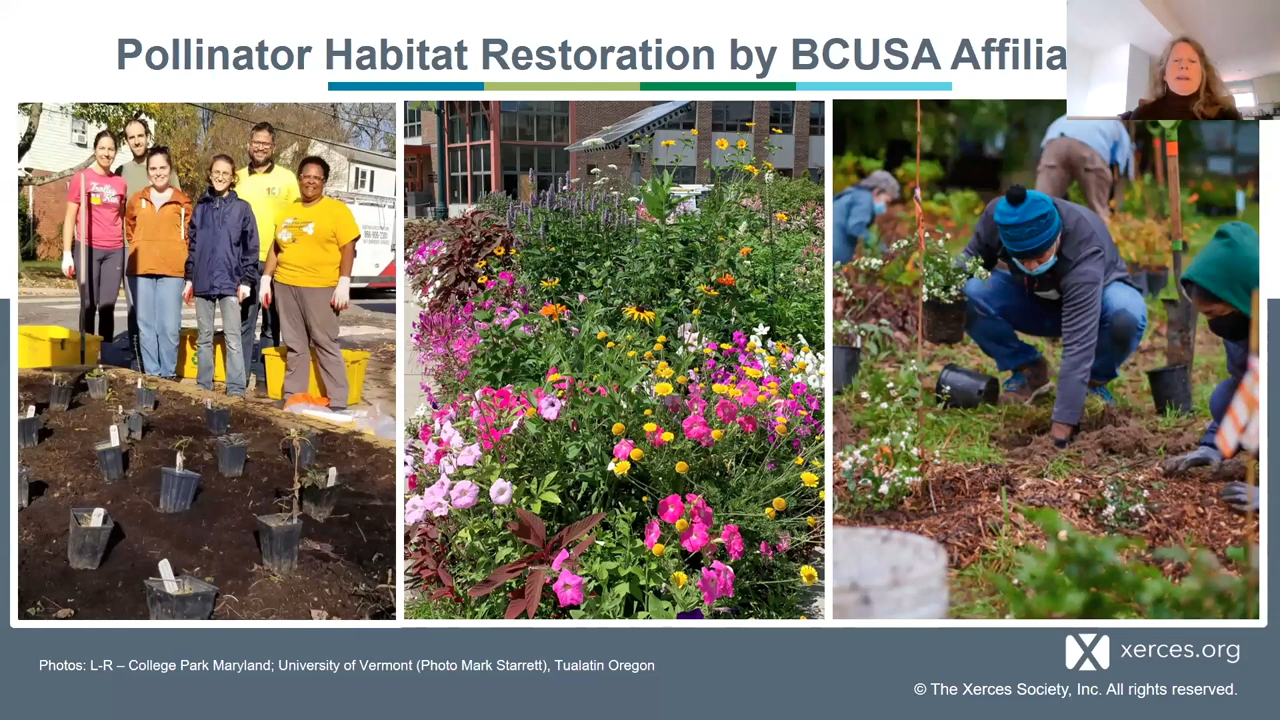 Pollinator Habitat Restoration by BCUSA Affilia
Photos: L-R – College Park Maryland; University of Vermont (Photo Mark Starrett), Tualatin Oregon
xerces.org
© The Xerces Society, Inc. All rights reserved.